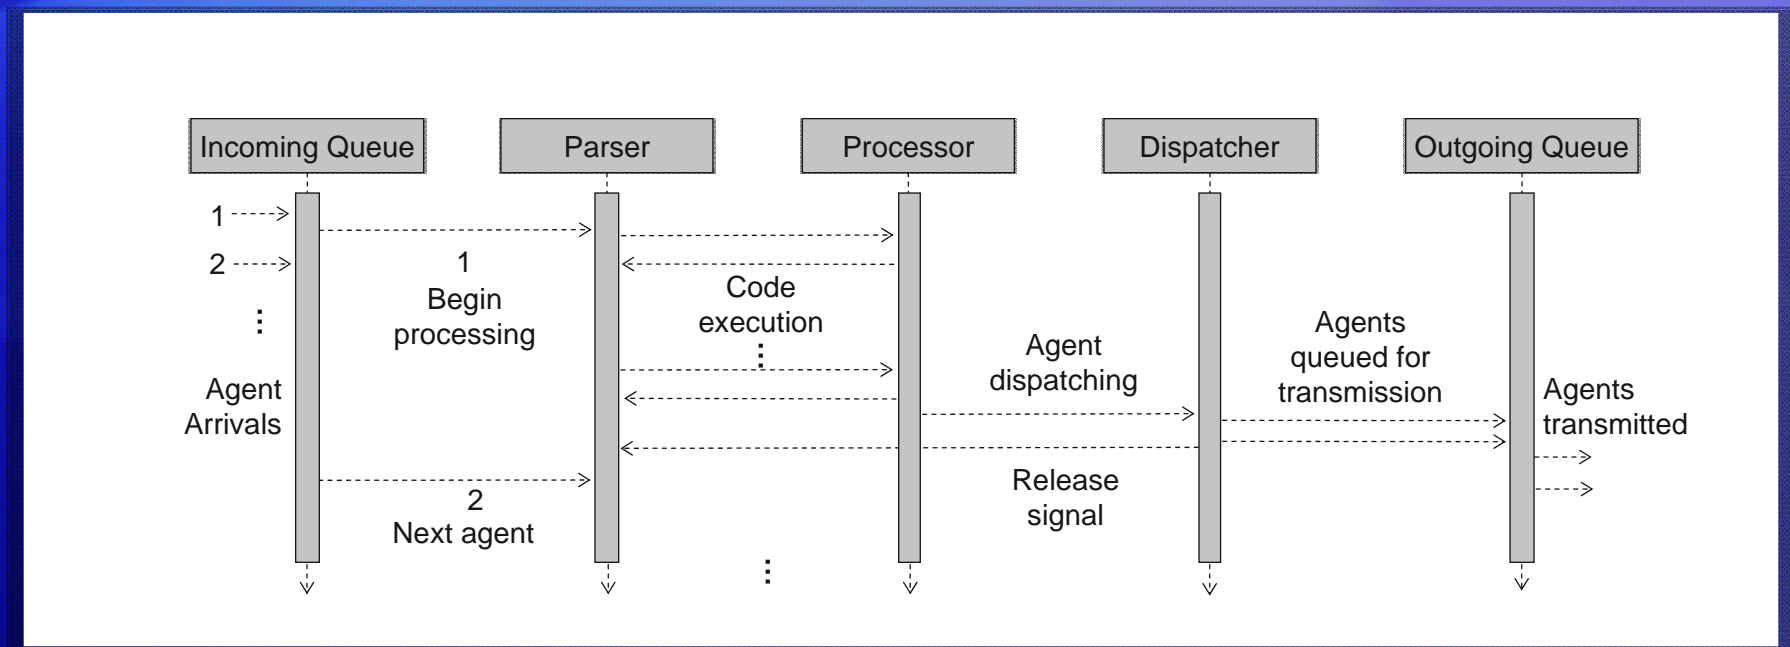 Incoming Queue
Parser
Processor
Dispatcher
Outgoing Queue
1
2
⋮
Agent
Arrivals
1
Begin
processing
Code
execution
⋮
Agent
dispatching
Agents
queued for
transmission
Agents
transmitted
Release
signal
2
Next agent
⋮